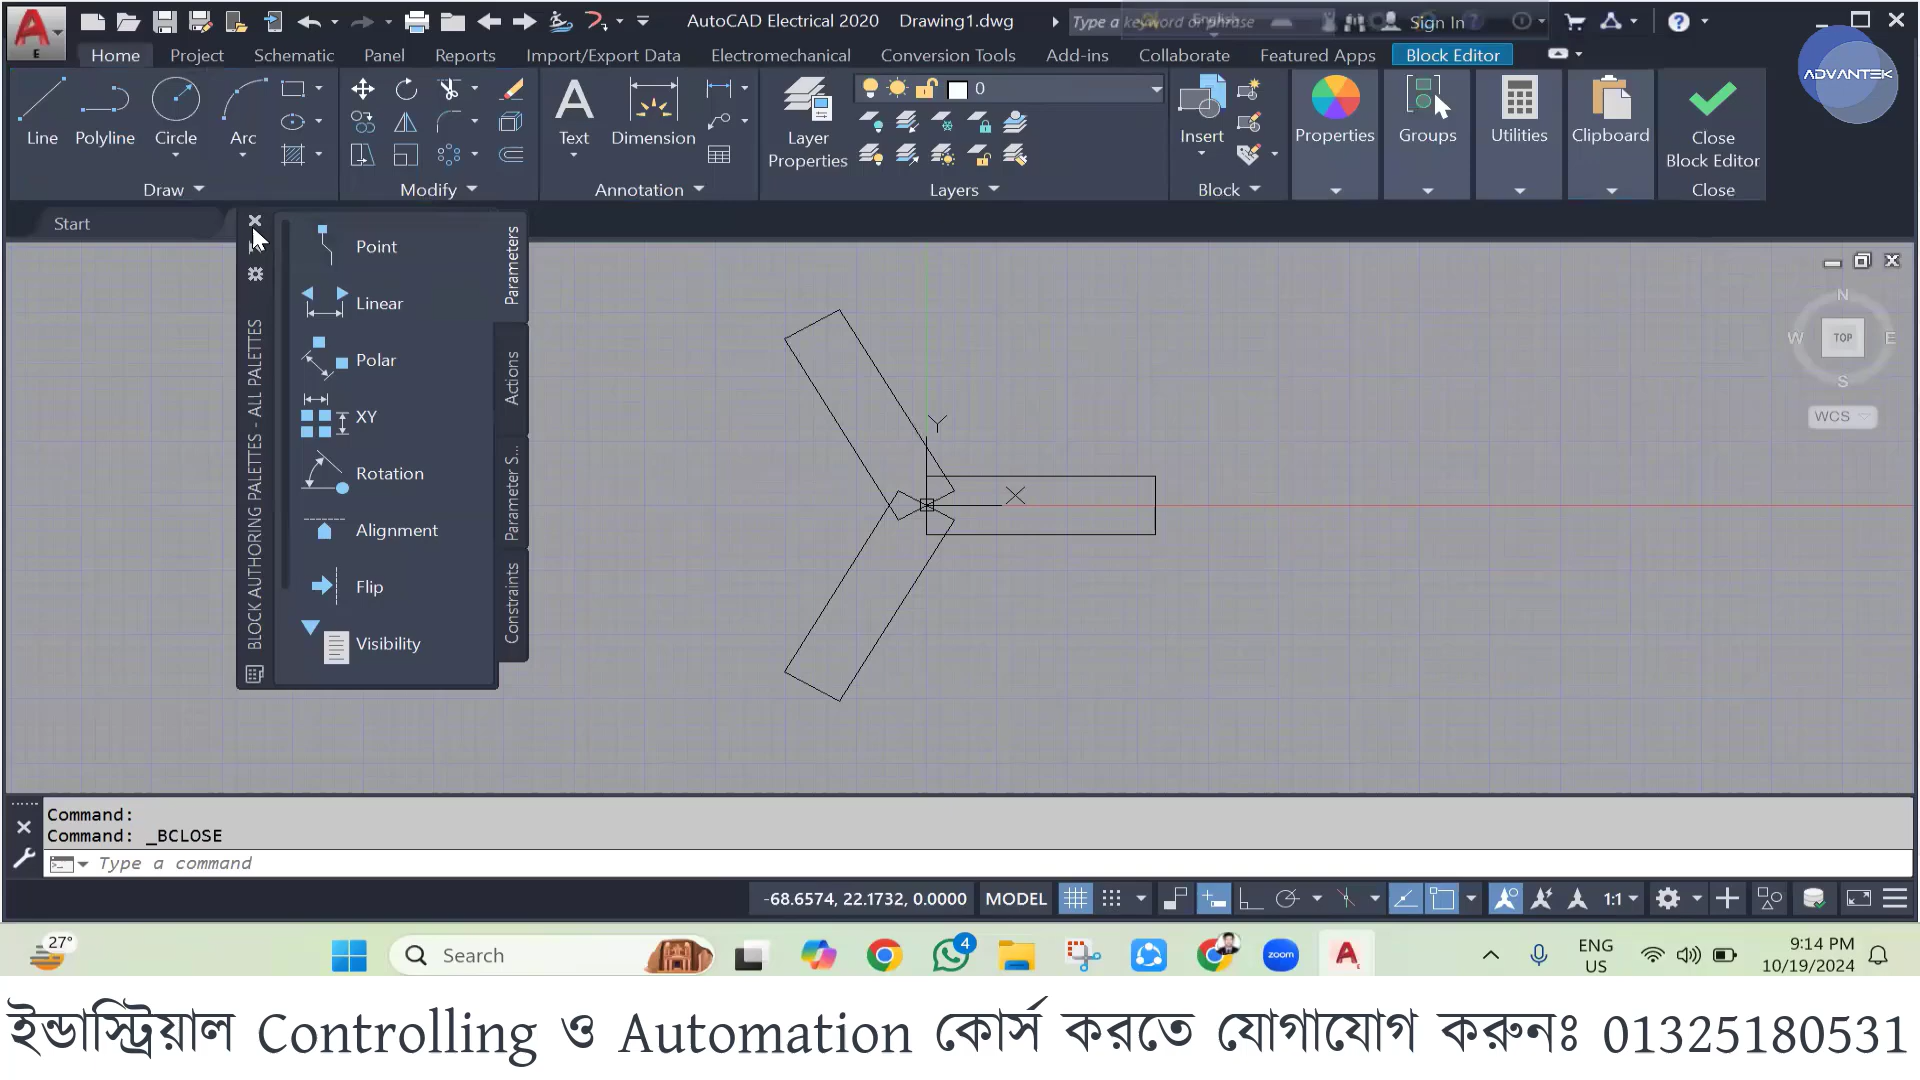 AutoCAD Electrical 2020 Drawing1.dwg
Type a keyword or phrase
Sign In
Home Project Schematic Panel Reports Import/Export Data Electromechanical Conversion Tools Add-ins Collaborate Featured Apps Block Editor
ADVANTEK
0
Line Polyline Circle Arc
Text Dimension
Layer Properties
Insert
Properties Groups Utilities Clipboard
Close Block Editor
Draw Modify Annotation Layers Block Close
Start
BLOCK AUTHORING PALETTES - ALL PALETTES
Point
Linear
Polar
XY
Rotation
Alignment
Flip
Visibility
Parameters
Actions
Parameter S...
Constraints
Y
X
N
W TOP E
S
WCS
Command:
Command: _BCLOSE
Type a command
-68.6574, 22.1732, 0.0000 MODEL 1:1
27°
Search
4
zoom
ENG
US
9:14 PM
10/19/2024
ইন্ডাস্ট্রিয়াল Controlling ও Automation কোর্স করতে যোগাযোগ করুনঃ 01325180531